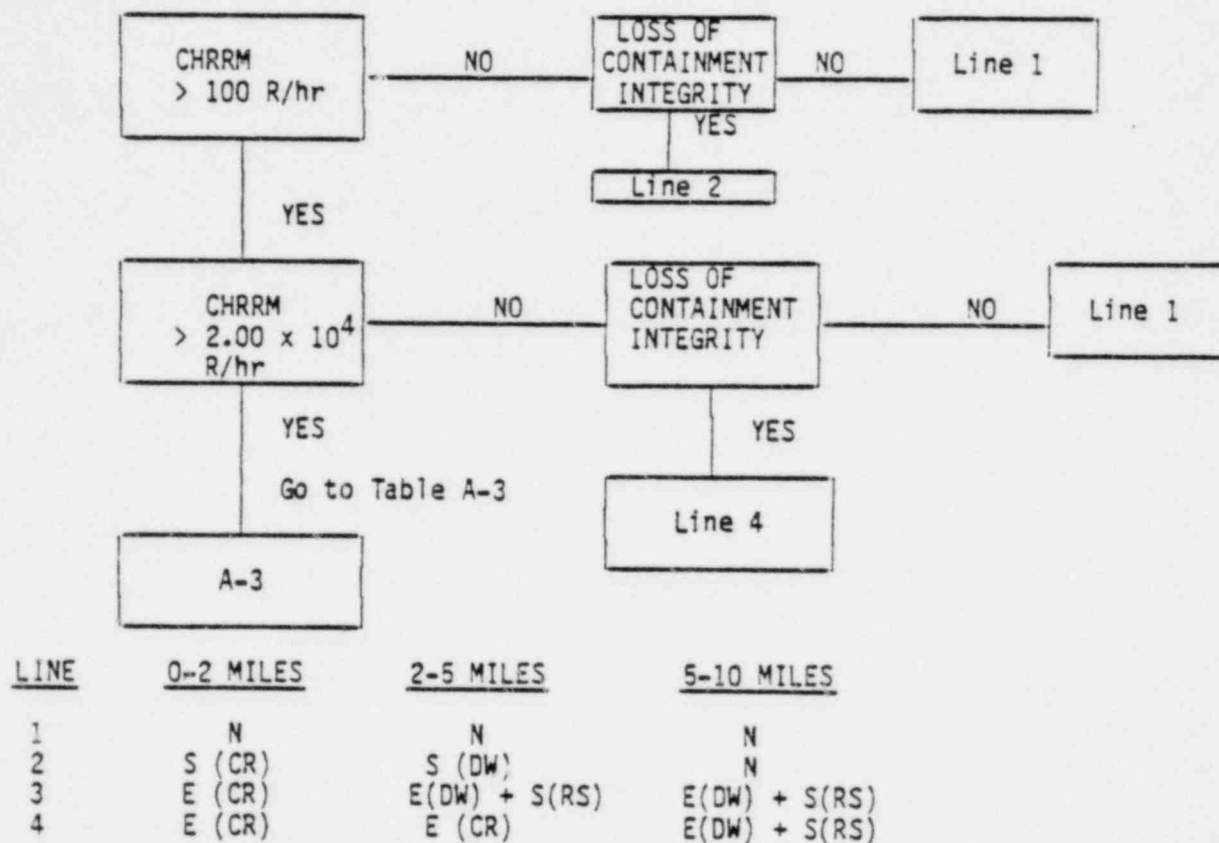 CHRRM
> 100 R/hr
NO
LOSS OF
CONTAINMENT
INTEGRITY
NO
Line 1
YES
Line 2
YES
CHRRM
> 2.00 x 10⁴
R/hr
NO
LOSS OF
CONTAINMENT
INTEGRITY
NO
Line 1
YES
YES
Go to Table A-3
Line 4
A-3
LINE 0-2 MILES 2-5 MILES 5-10 MILES
1 N N N
2 S (CR) S (DW) N
3 E (CR) E(DW) + S(RS) E(DW) + S(RS)
4 E (CR) E (CR) E(DW) + S(RS)